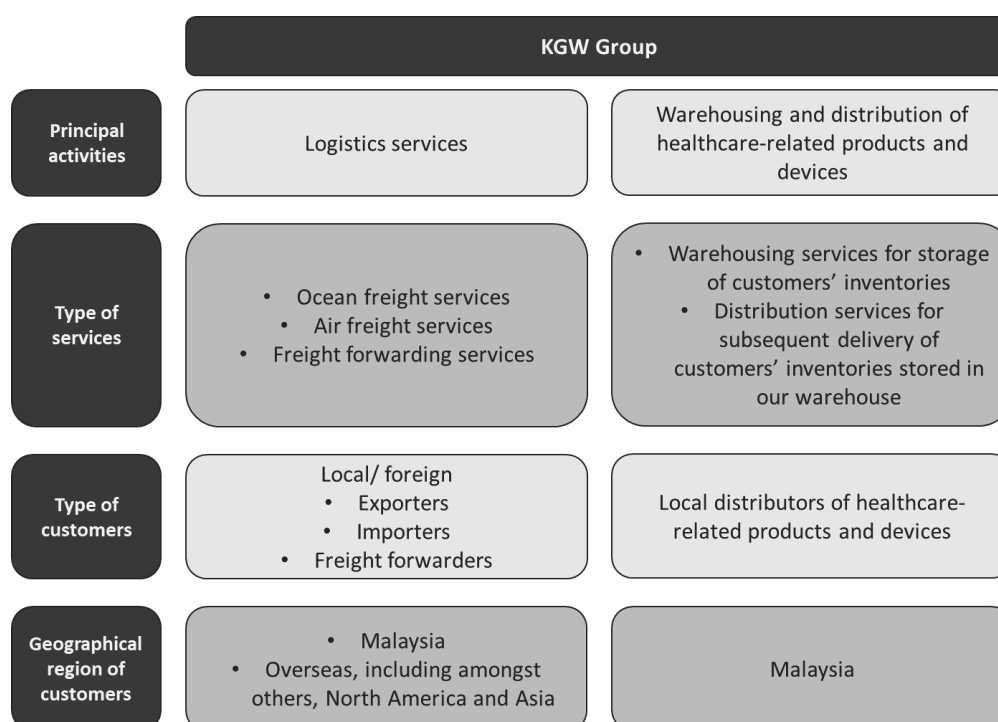 KGW Group
Principal
activities
Logistics services
Warehousing and distribution of
healthcare-related products and
devices
Type of
services
• Ocean freight services
• Air freight services
• Freight forwarding services
• Warehousing services for storage
of customers’ inventories
• Distribution services for
subsequent delivery of
customers’ inventories stored in
our warehouse
Type of
customers
Local/ foreign
• Exporters
• Importers
• Freight forwarders
Local distributors of healthcare-
related products and devices
Geographical
region of
customers
• Malaysia
• Overseas, including amongst
others, North America and Asia
Malaysia